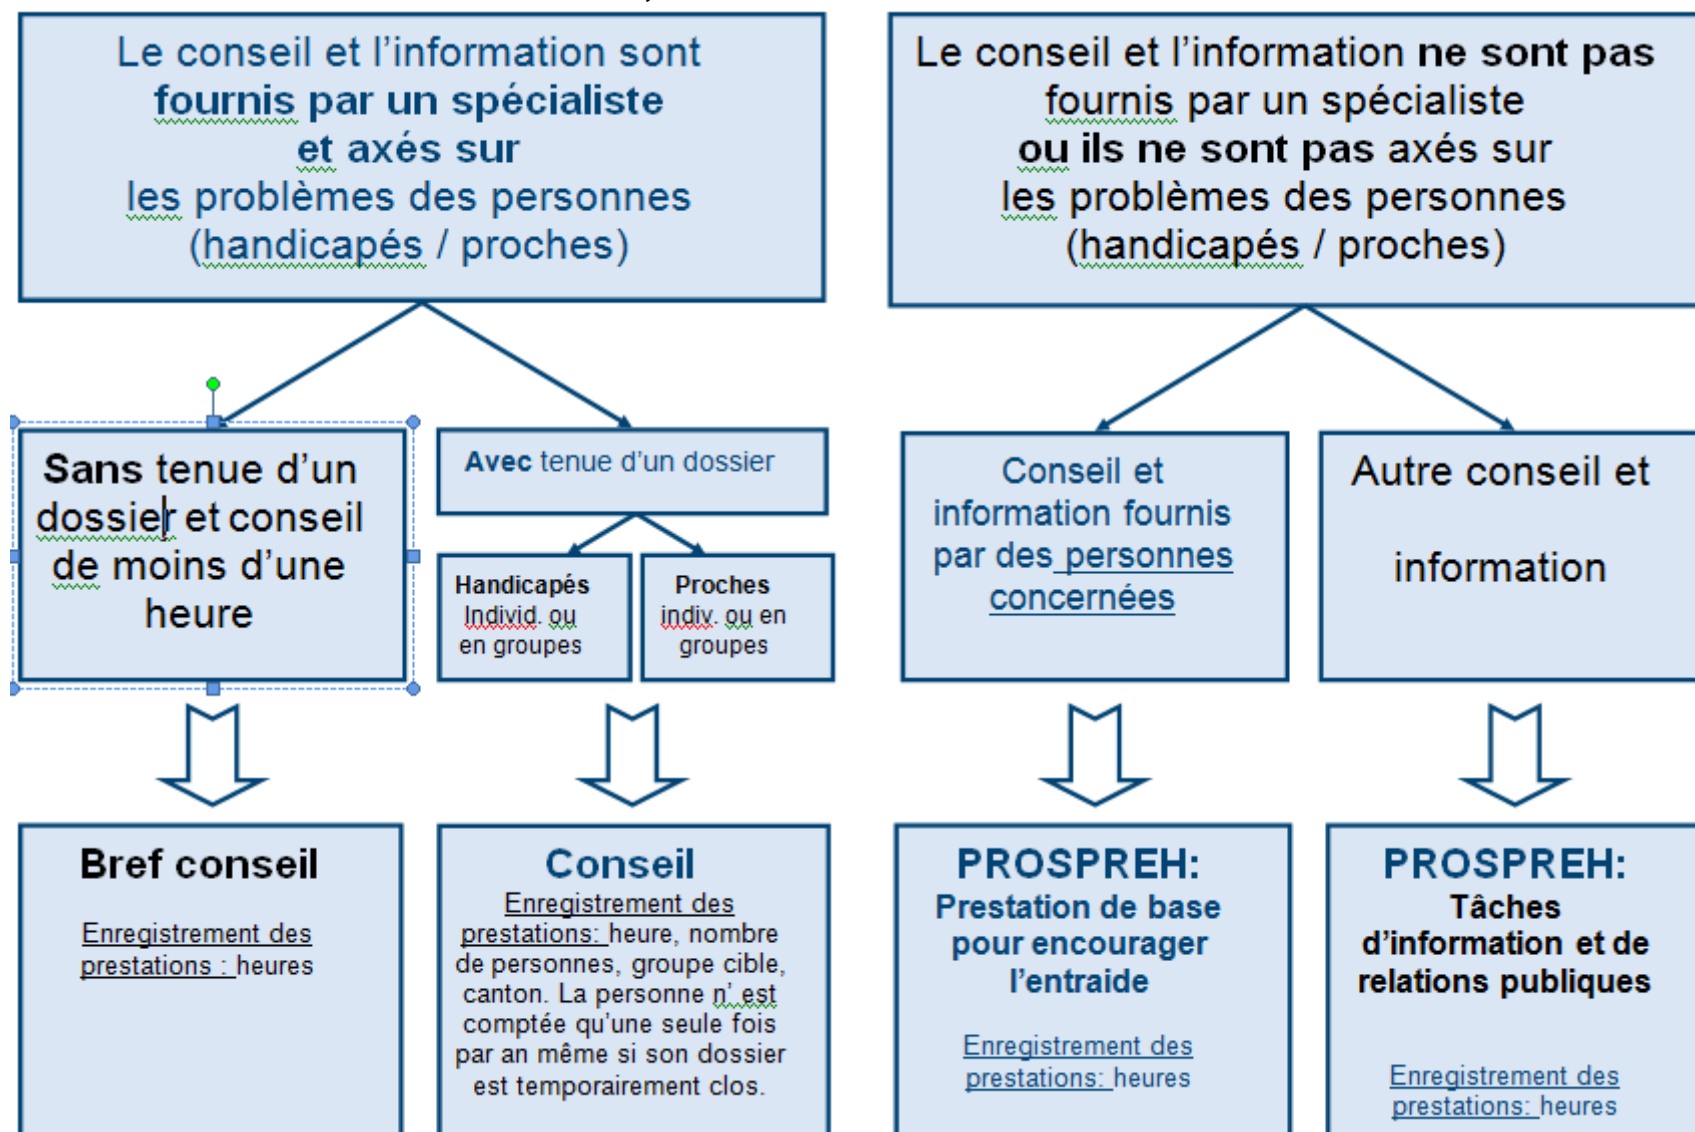 Le conseil et l'information sont
fournis par un spécialiste
et axés sur
les problèmes des personnes
(handicapés / proches)
Le conseil et l'information ne sont pas
fournis par un spécialiste
ou ils ne sont pas axés sur
les problèmes des personnes
(handicapés / proches)
Sans tenue d'un
dossier et conseil
de moins d'une
heure
Avec tenue d'un dossier
Handicapés
Individ. ou
en groupes
Proches
indiv. ou en
groupes
Conseil et
information fournis
par des personnes
concernées
Autre conseil et
information
Bref conseil
Enregistrement des
prestations : heures
Conseil
Enregistrement des
prestations: heure, nombre
de personnes, groupe cible,
canton. La personne n' est
comptée qu'une seule fois
par an même si son dossier
est temporairement clos.
PROSPREH:
Prestation de base
pour encourager
l'entraide
Enregistrement des
prestations: heures
PROSPREH:
Tâches
d'information et de
relations publiques
Enregistrement des
prestations: heures